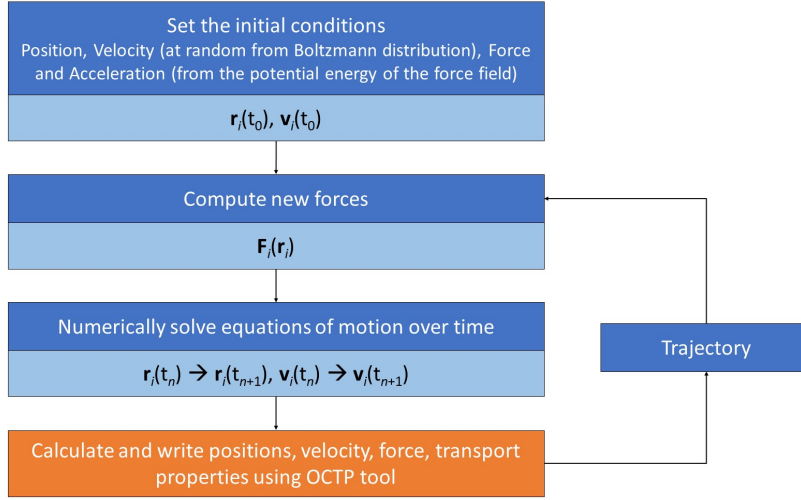 Set the initial conditions
Position, Velocity (at random from Boltzmann distribution), Force
and Acceleration (from the potential energy of the force field)
rᵢ(t₀), vᵢ(t₀)
Compute new forces
Fᵢ(rᵢ)
Numerically solve equations of motion over time
rᵢ(tₙ) → rᵢ(tₙ₊₁), vᵢ(tₙ) → vᵢ(tₙ₊₁)
Trajectory
Calculate and write positions, velocity, force, transport
properties using OCTP tool